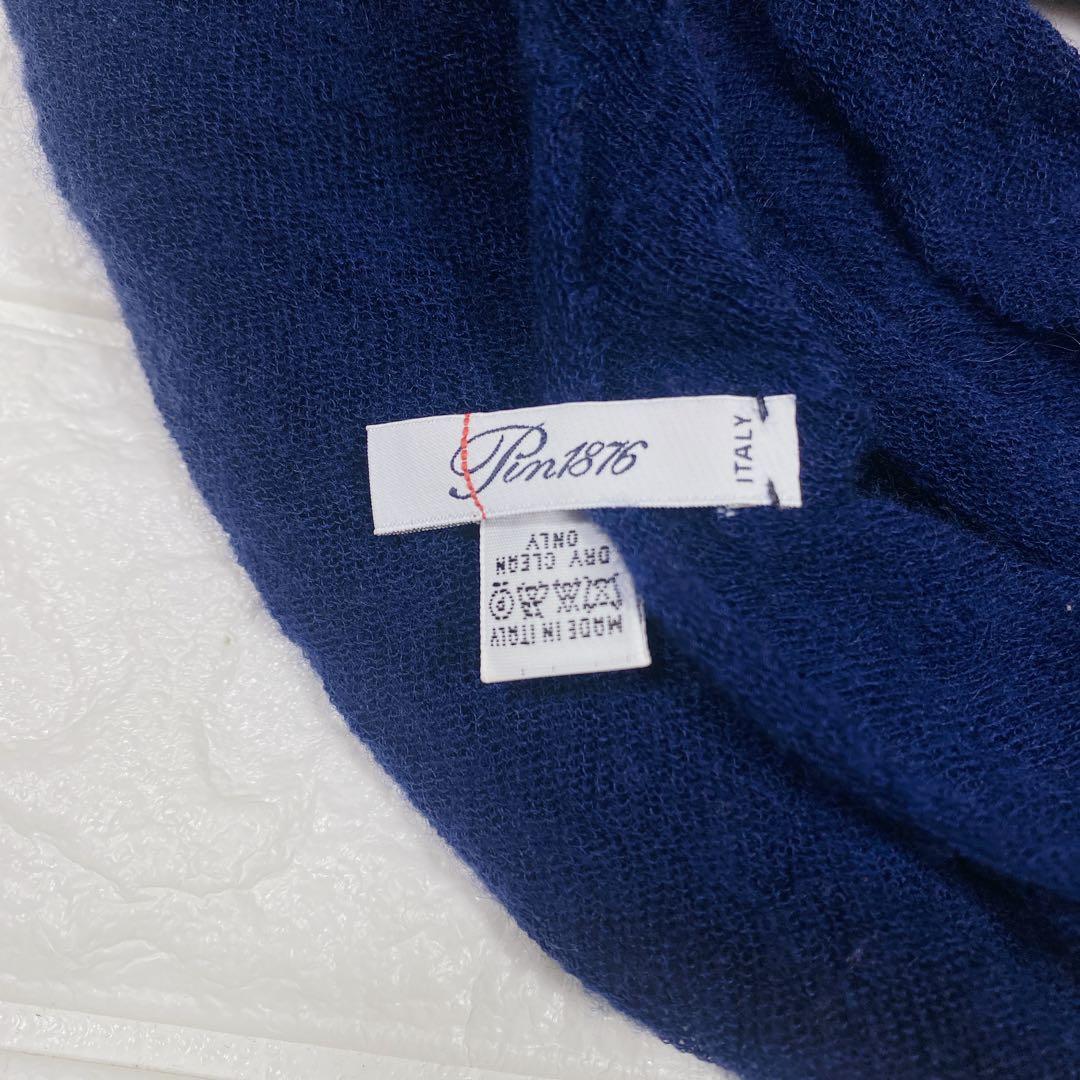 Pin1876
ITALY
MADE IN ITALY
P
DRY CLEAN
ONLY